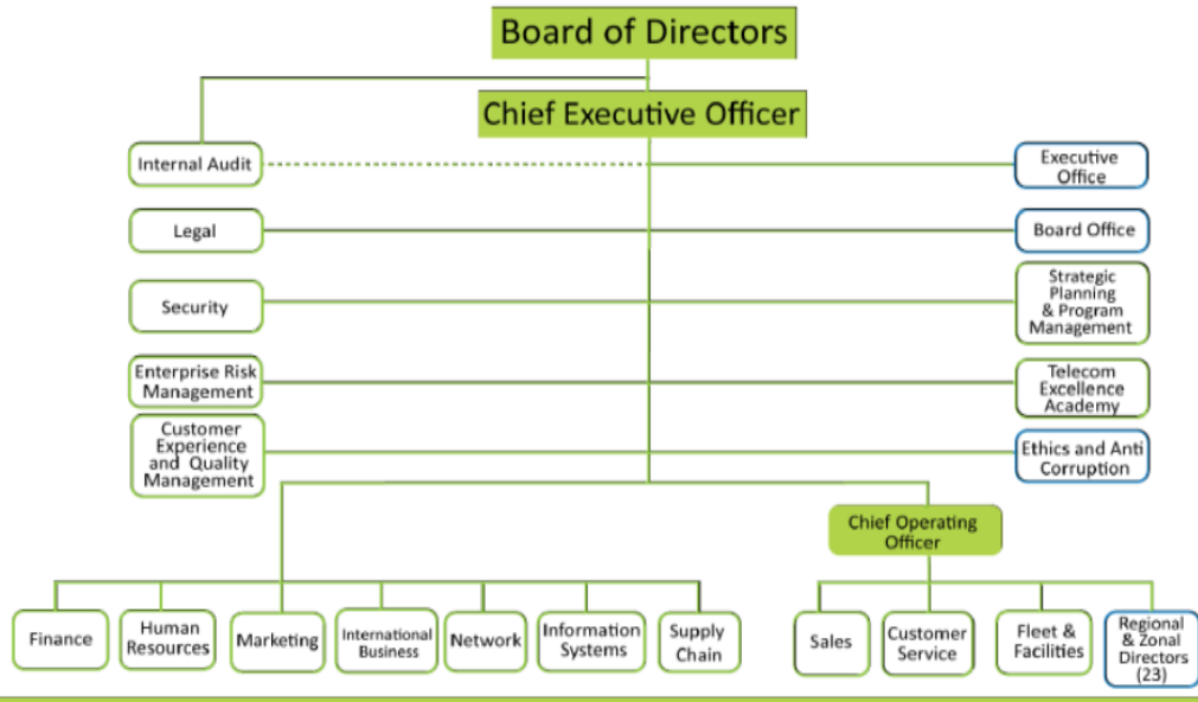 Board of Directors
Chief Executive Officer
Internal Audit
Executive
Office
Legal
Board Office
Security
Strategic
Planning
& Program
Management
Enterprise Risk
Management
Telecom
Excellence
Academy
Customer
Experience
and Quality
Management
Ethics and Anti
Corruption
Chief Operating
Officer
Finance
Human
Resources
Marketing
International
Business
Network
Information
Systems
Supply
Chain
Sales
Customer
Service
Fleet &
Facilities
Regional
& Zonal
Directors
(23)